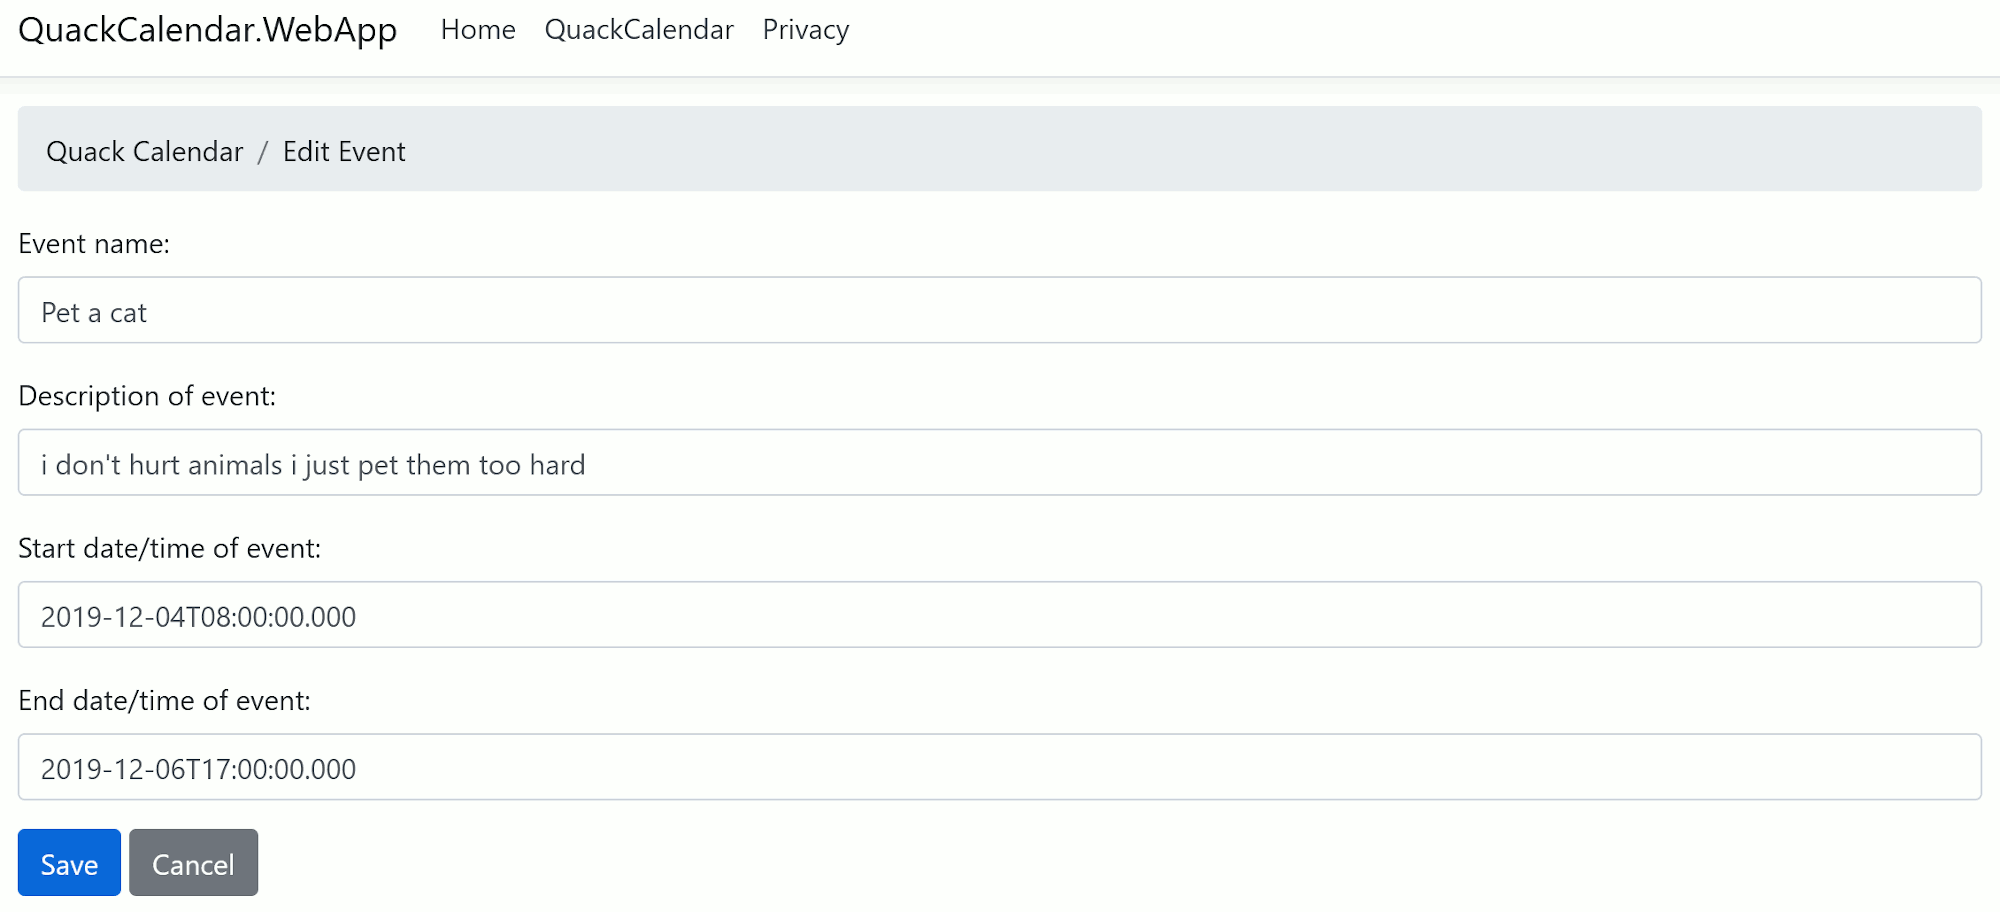 QuackCalendar.WebApp Home QuackCalendar Privacy
Quack Calendar / Edit Event
Event name:
Pet a cat
Description of event:
i don't hurt animals i just pet them too hard
Start date/time of event:
2019-12-04T08:00:00.000
End date/time of event:
2019-12-06T17:00:00.000
Save Cancel